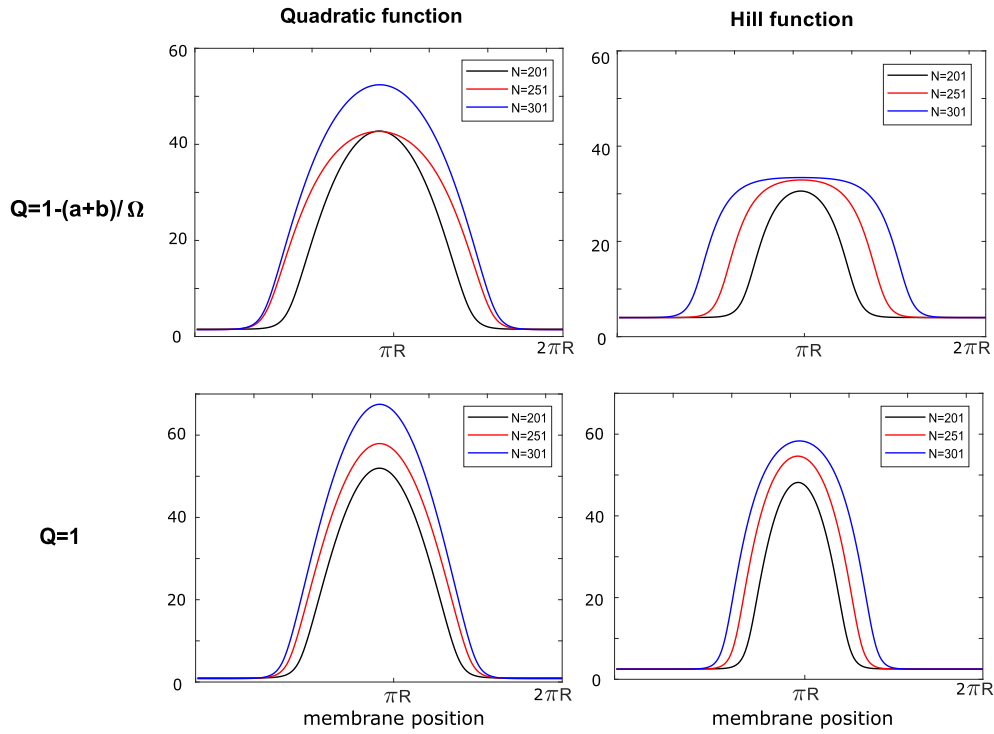 Quadratic function
Hill function
Q=1-(a+b)/ Ω
60
40
20
0
πR
2πR
N=201
N=251
N=301
60
40
20
0
πR
2πR
N=201
N=251
N=301
Q=1
60
40
20
0
πR
2πR
membrane position
N=201
N=251
N=301
60
40
20
0
πR
2πR
membrane position
N=201
N=251
N=301